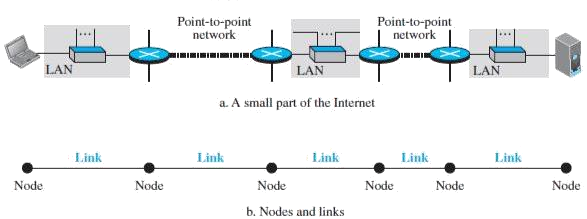 Point-to-point
network
Point-to-point
network
LAN
LAN
LAN
a. A small part of the Internet
Link
Link
Link
Link
Link
Node
Node
Node
Node
Node
Node
b. Nodes and links